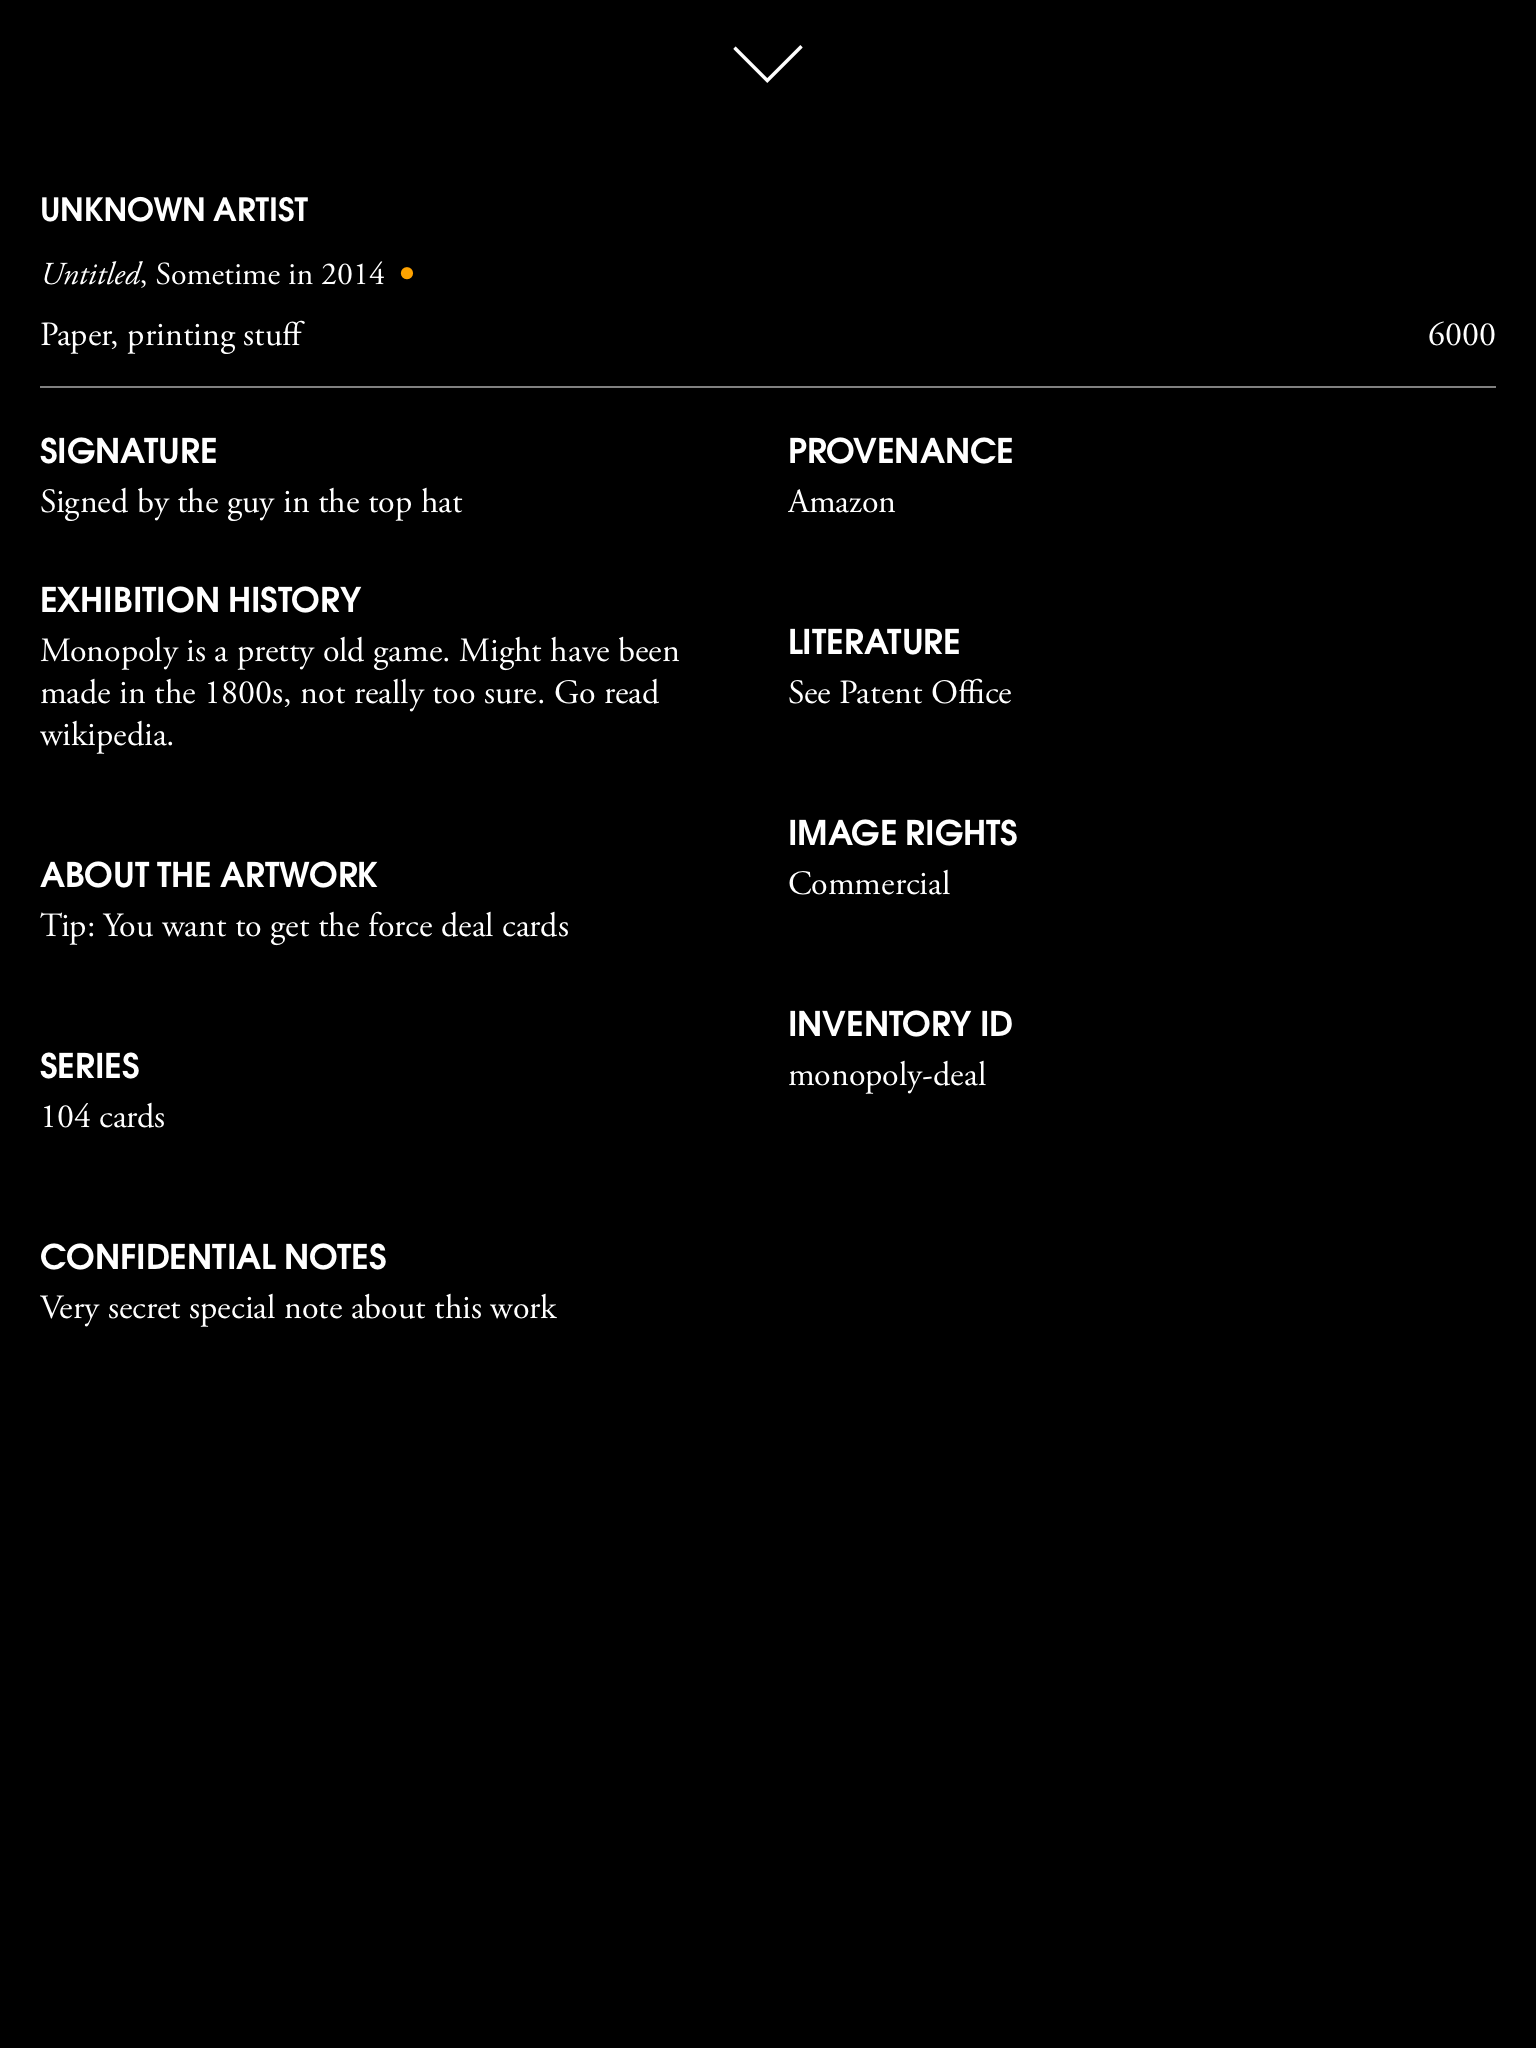 UNKNOWN ARTIST
Untitled, Sometime in 2014
Paper, printing stuff
6000
SIGNATURE
Signed by the guy in the top hat
EXHIBITION HISTORY
Monopoly is a pretty old game. Might have been
made in the 1800s, not really too sure. Go read
wikipedia.
ABOUT THE ARTWORK
Tip: You want to get the force deal cards
SERIES
104 cards
CONFIDENTIAL NOTES
Very secret special note about this work
PROVENANCE
Amazon
LITERATURE
See Patent Office
IMAGE RIGHTS
Commercial
INVENTORY ID
monopoly-deal